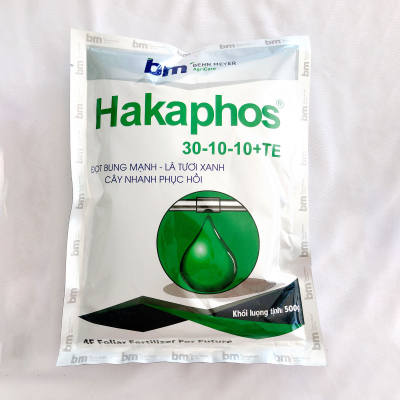 bm BEHN MEYER
AgriCare
Hakaphos®
30-10-10+TE
ĐỌT BUNG MẠNH - LÁ TƯƠI XANH
CÂY NHANH PHỤC HỒI
Khối lượng tịnh: 500g
4F Foliar Fertilizer For Future